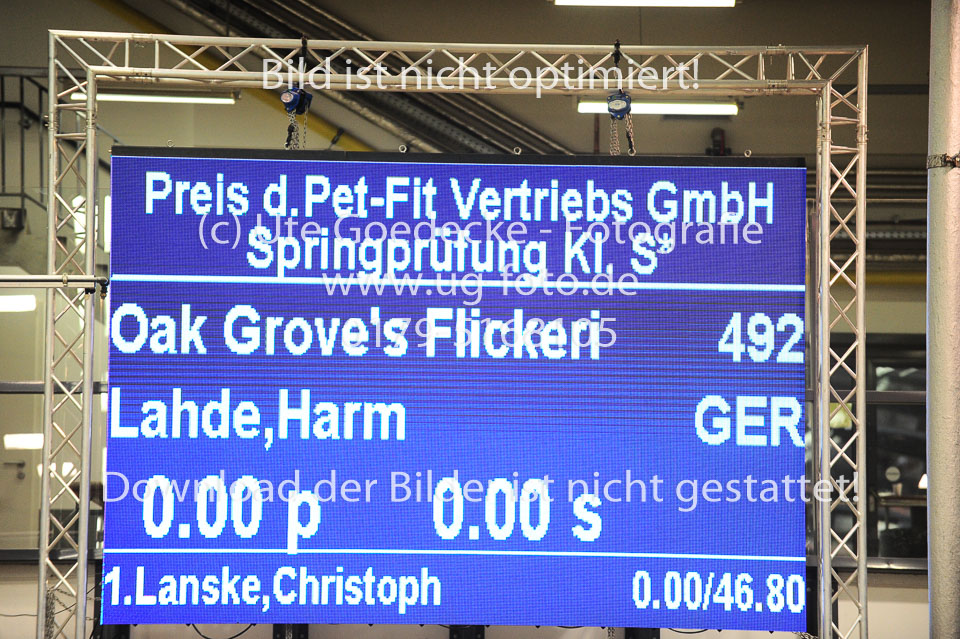 Bild ist nicht optimiert!
Preis d.Pet-Fit Vertriebs GmbH
(c) Ute Goedecke - Fotografie
Springprüfung Kl. S*
www.ug-foto.de
Oak Grove's Flickeri 492
Lahde,Harm GER
Download der Bilder ist nicht gestattet!
0.00 p 0.00 s
1.Lanske,Christoph 0.00/46.80